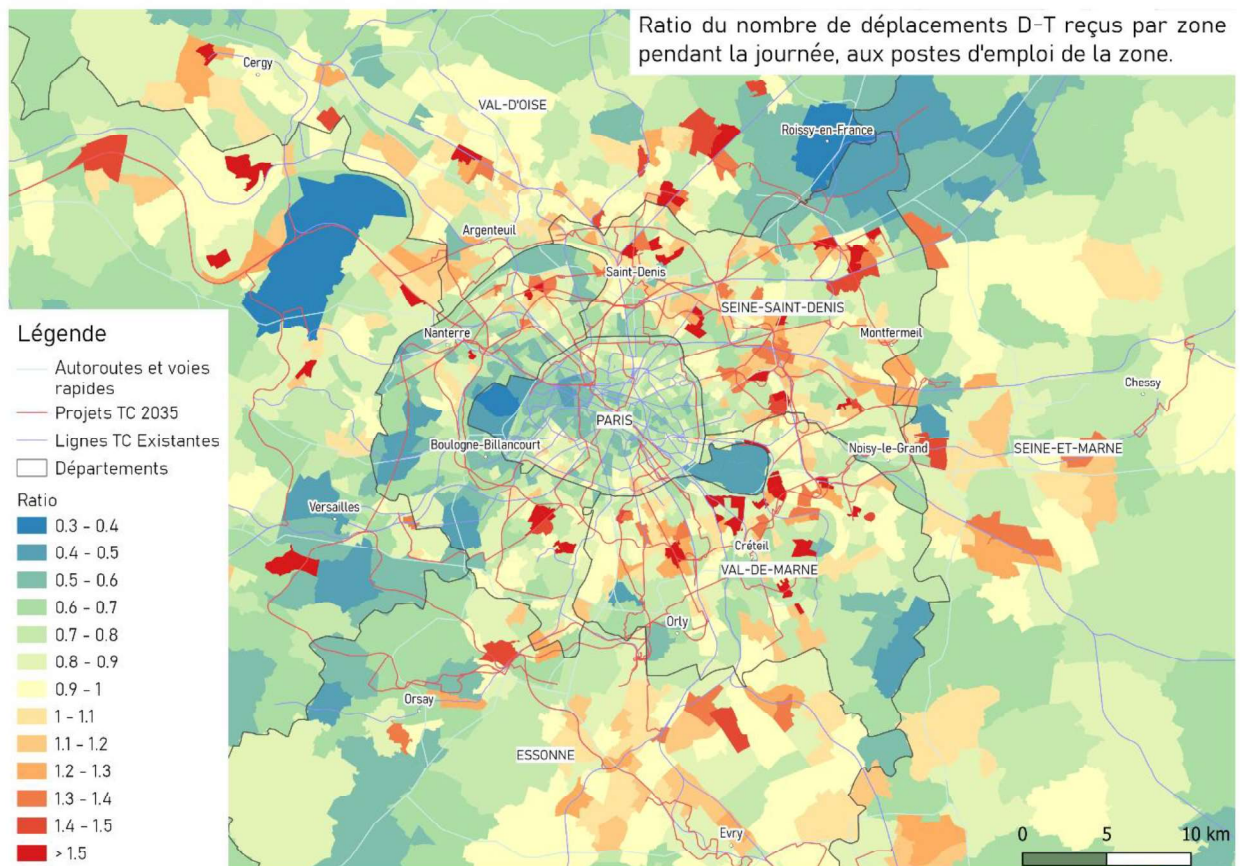 Ratio du nombre de déplacements D-T reçus par zone
pendant la journée, aux postes d'emploi de la zone.
Cergy
VAL-D'OISE
Roissy-en-France
Argenteuil
Saint-Denis
SEINE-SAINT-DENIS
Nanterre
Montfermeil
Chessy
PARIS
Boulogne-Billancourt
Noisy-le-Grand
SEINE-ET-MARNE
Versailles
Créteil
VAL-DE-MARNE
Orly
Orsay
ESSONNE
Evry
Légende
Autoroutes et voies
rapides
Projets TC 2035
Lignes TC Existantes
Départements
Ratio
0.3 - 0.4
0.4 - 0.5
0.5 - 0.6
0.6 - 0.7
0.7 - 0.8
0.8 - 0.9
0.9 - 1
1 - 1.1
1.1 - 1.2
1.2 - 1.3
1.3 - 1.4
1.4 - 1.5
> 1.5
0 5 10 km